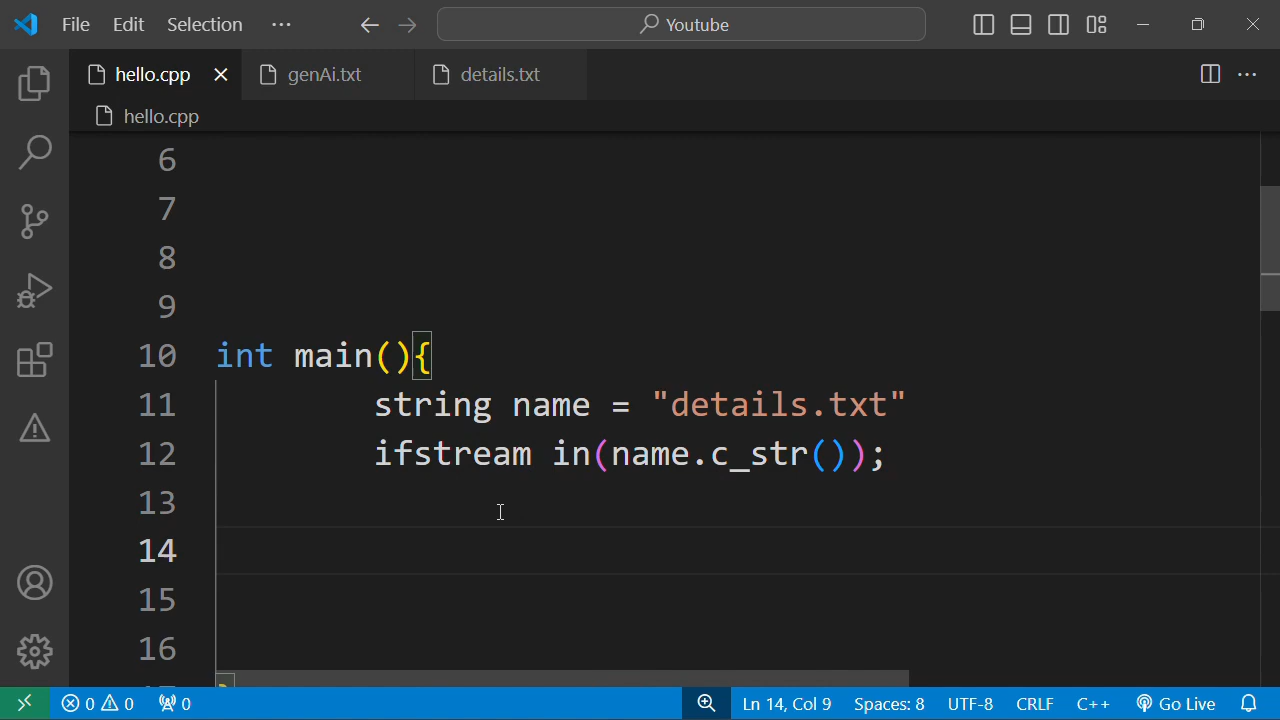 File Edit Selection ··· Youtube
hello.cpp genAi.txt details.txt
hello.cpp
6
7
8
9
10 int main(){
11 string name = "details.txt"
12 ifstream in(name.c_str());
13
14
15
16
0 0 0 Ln 14, Col 9 Spaces: 8 UTF-8 CRLF C++ Go Live